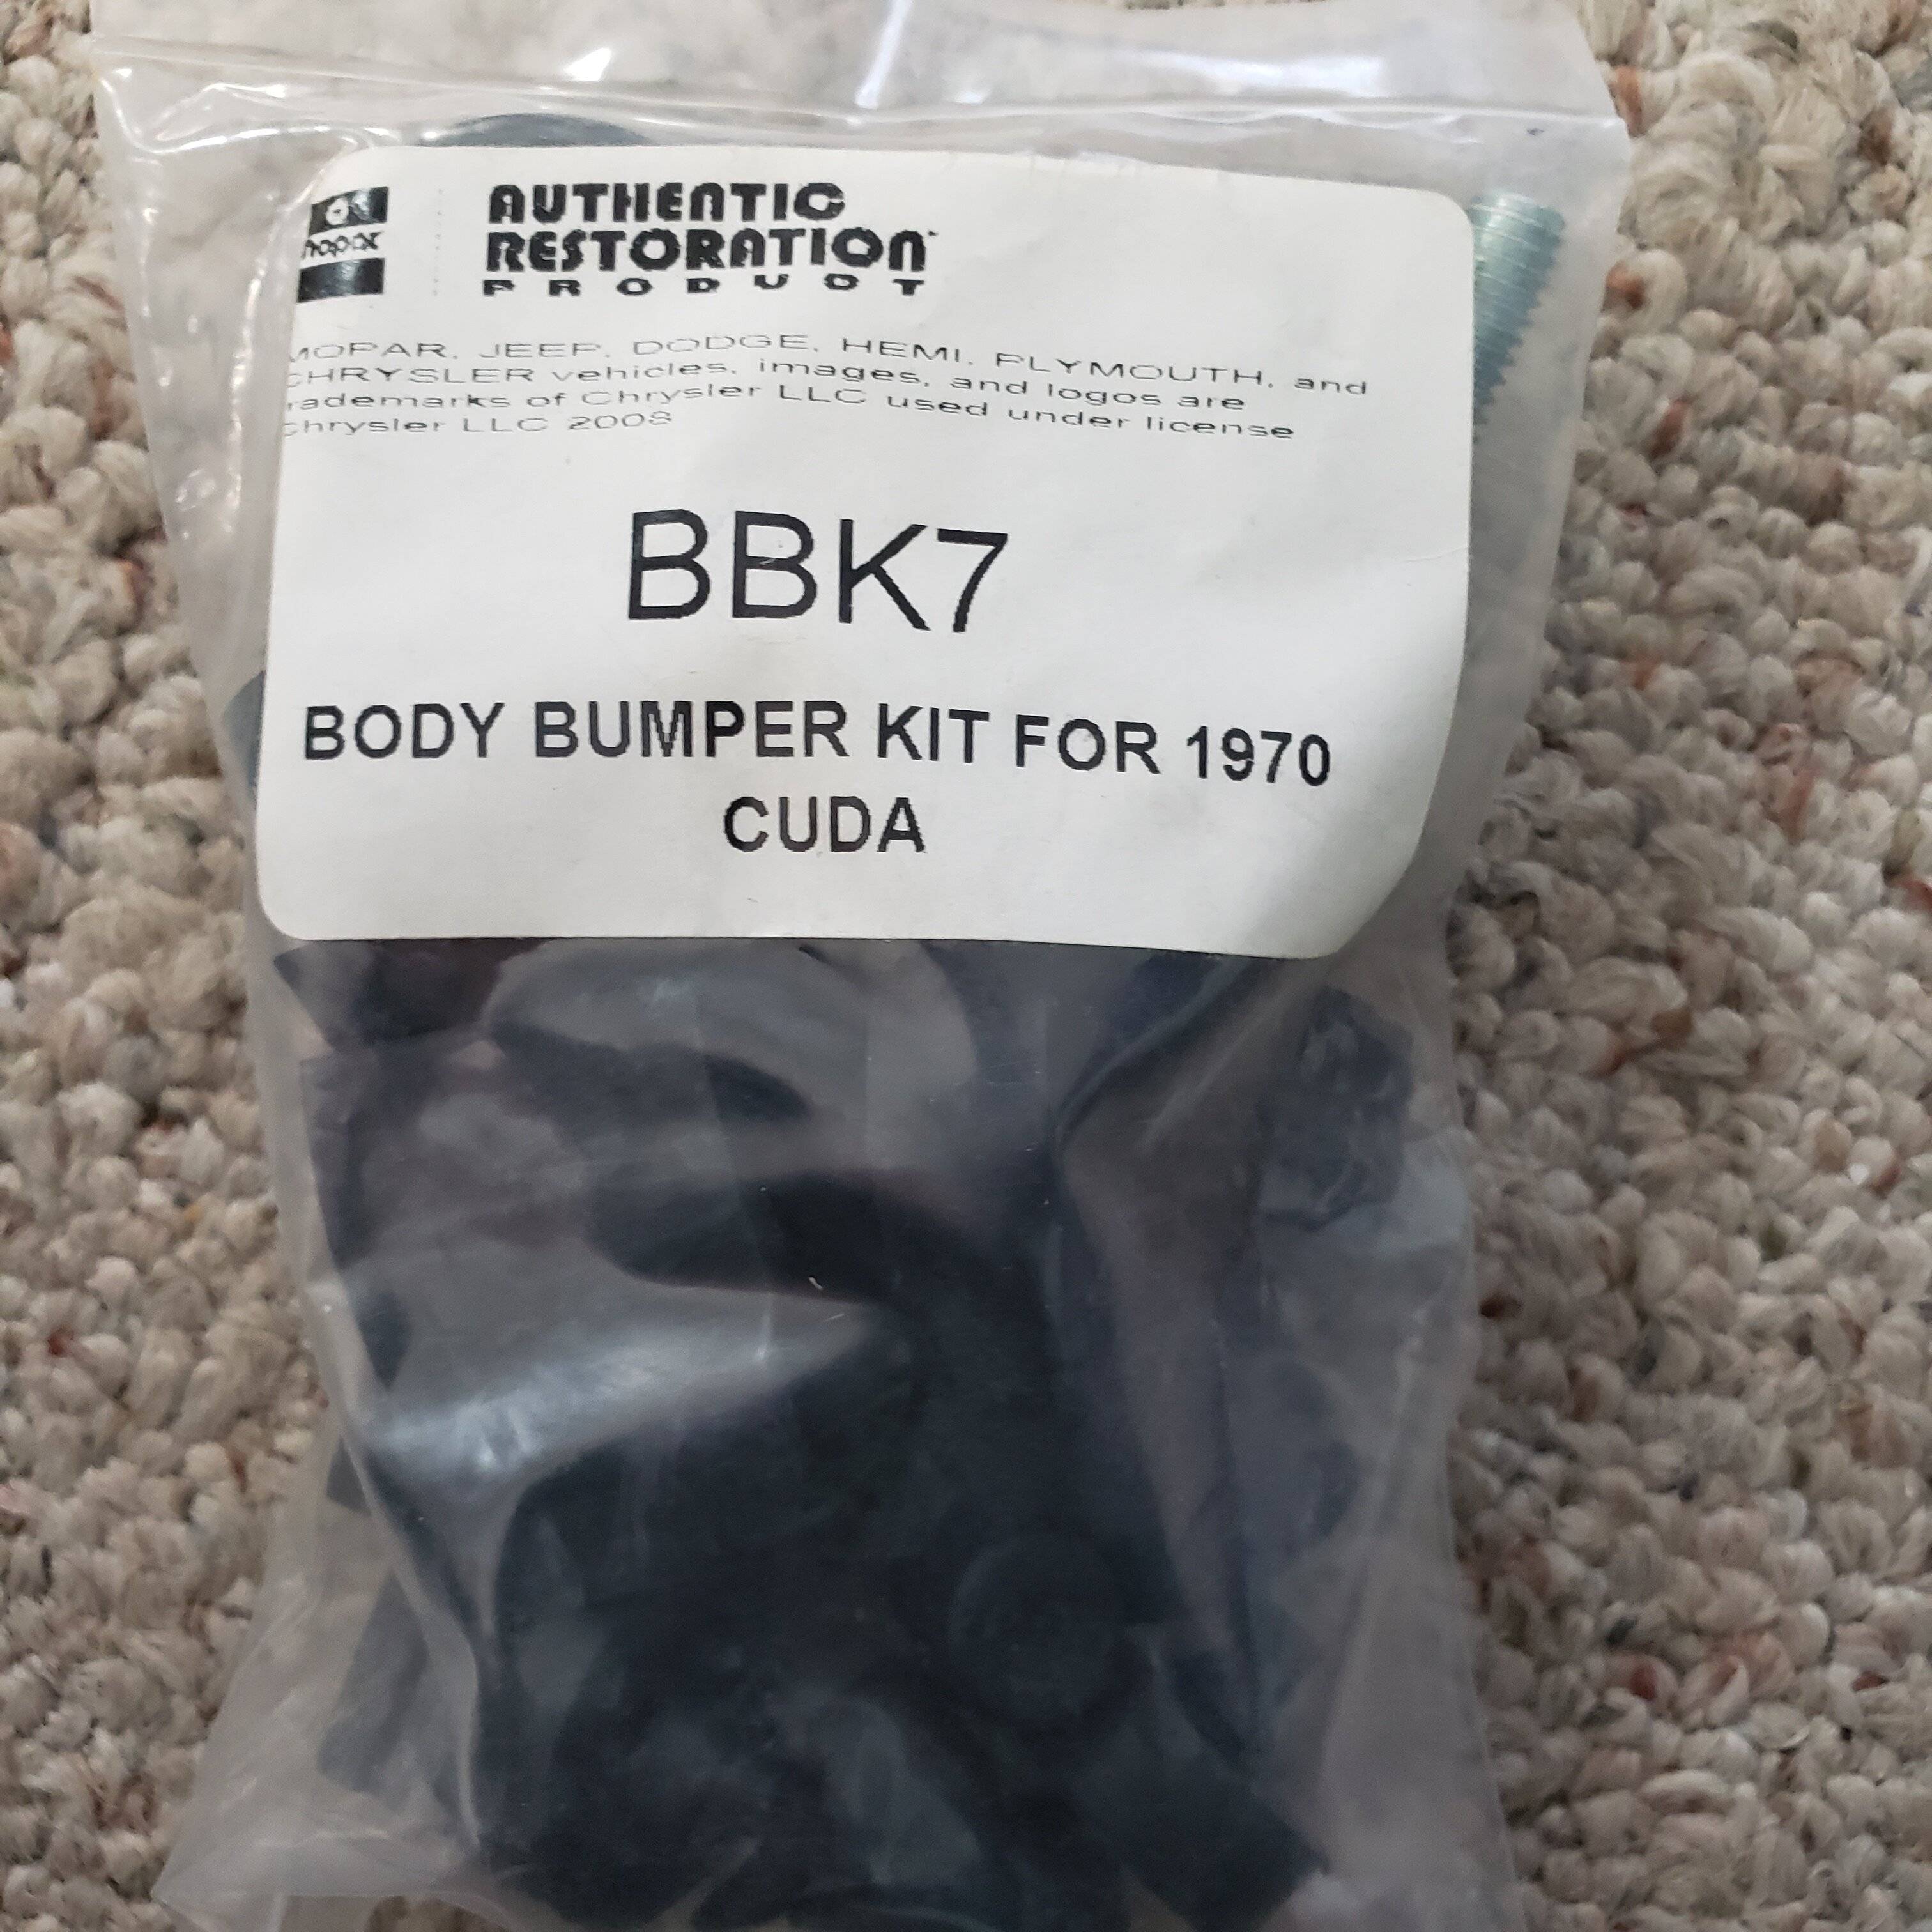 mopar
AUTHENTIC
RESTORATION
PRODUCT
MOPAR, JEEP, DODGE, HEMI, PLYMOUTH, and
CHRYSLER vehicles, images, and logos are
rademarks of Chrysler LLC used under license
Chrysler LLC 2008
BBK7
BODY BUMPER KIT FOR 1970
CUDA